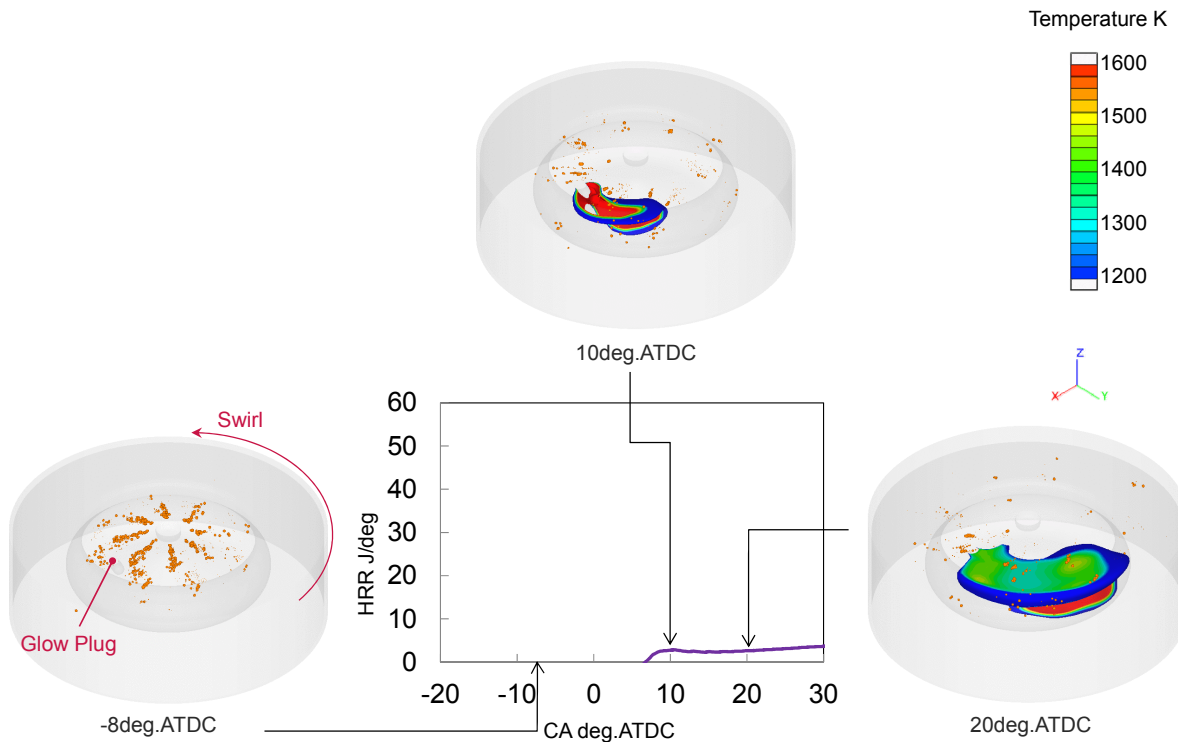 Temperature K
1600
1500
1400
1300
1200
10deg.ATDC
Z
X
Y
Swirl
Glow Plug
-8deg.ATDC
60
50
40
30
20
10
0
HRR J/deg
-20
-10
0
10
20
30
CA deg.ATDC
20deg.ATDC